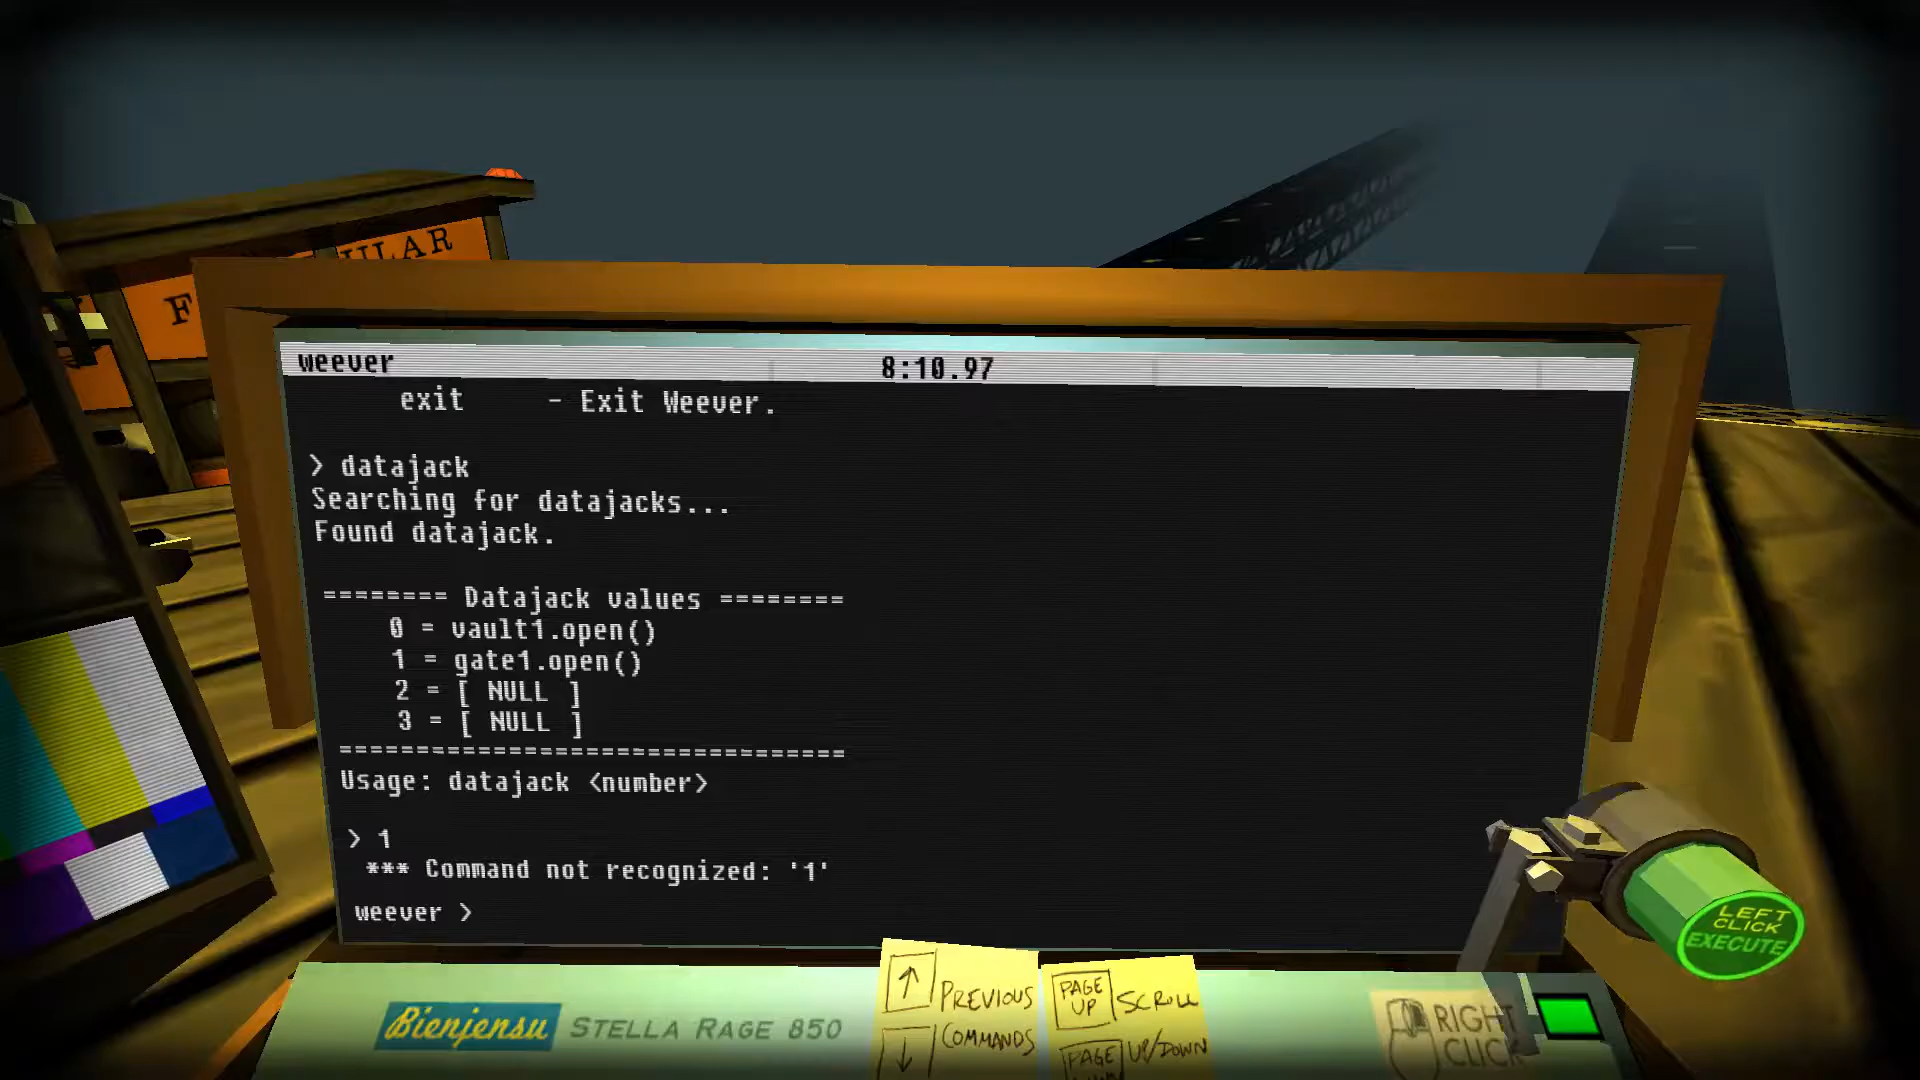 ULAR
F
weever 8:10.97
exit - Exit Weever.
> datajack
Searching for datajacks...
Found datajack.
======== Datajack values ========
0 = vault1.open()
1 = gate1.open()
2 = [ NULL ]
3 = [ NULL ]
=================================
Usage: datajack <number>
> 1
*** Command not recognized: '1'
weever >
LEFT
CLICK
EXECUTE
↑ PREVIOUS
↓ COMMANDS
PAGE
UP SCROLL
PAGE UP/DOWN
RIGHT
CLICK
Bienjensu STELLA RAGE 850